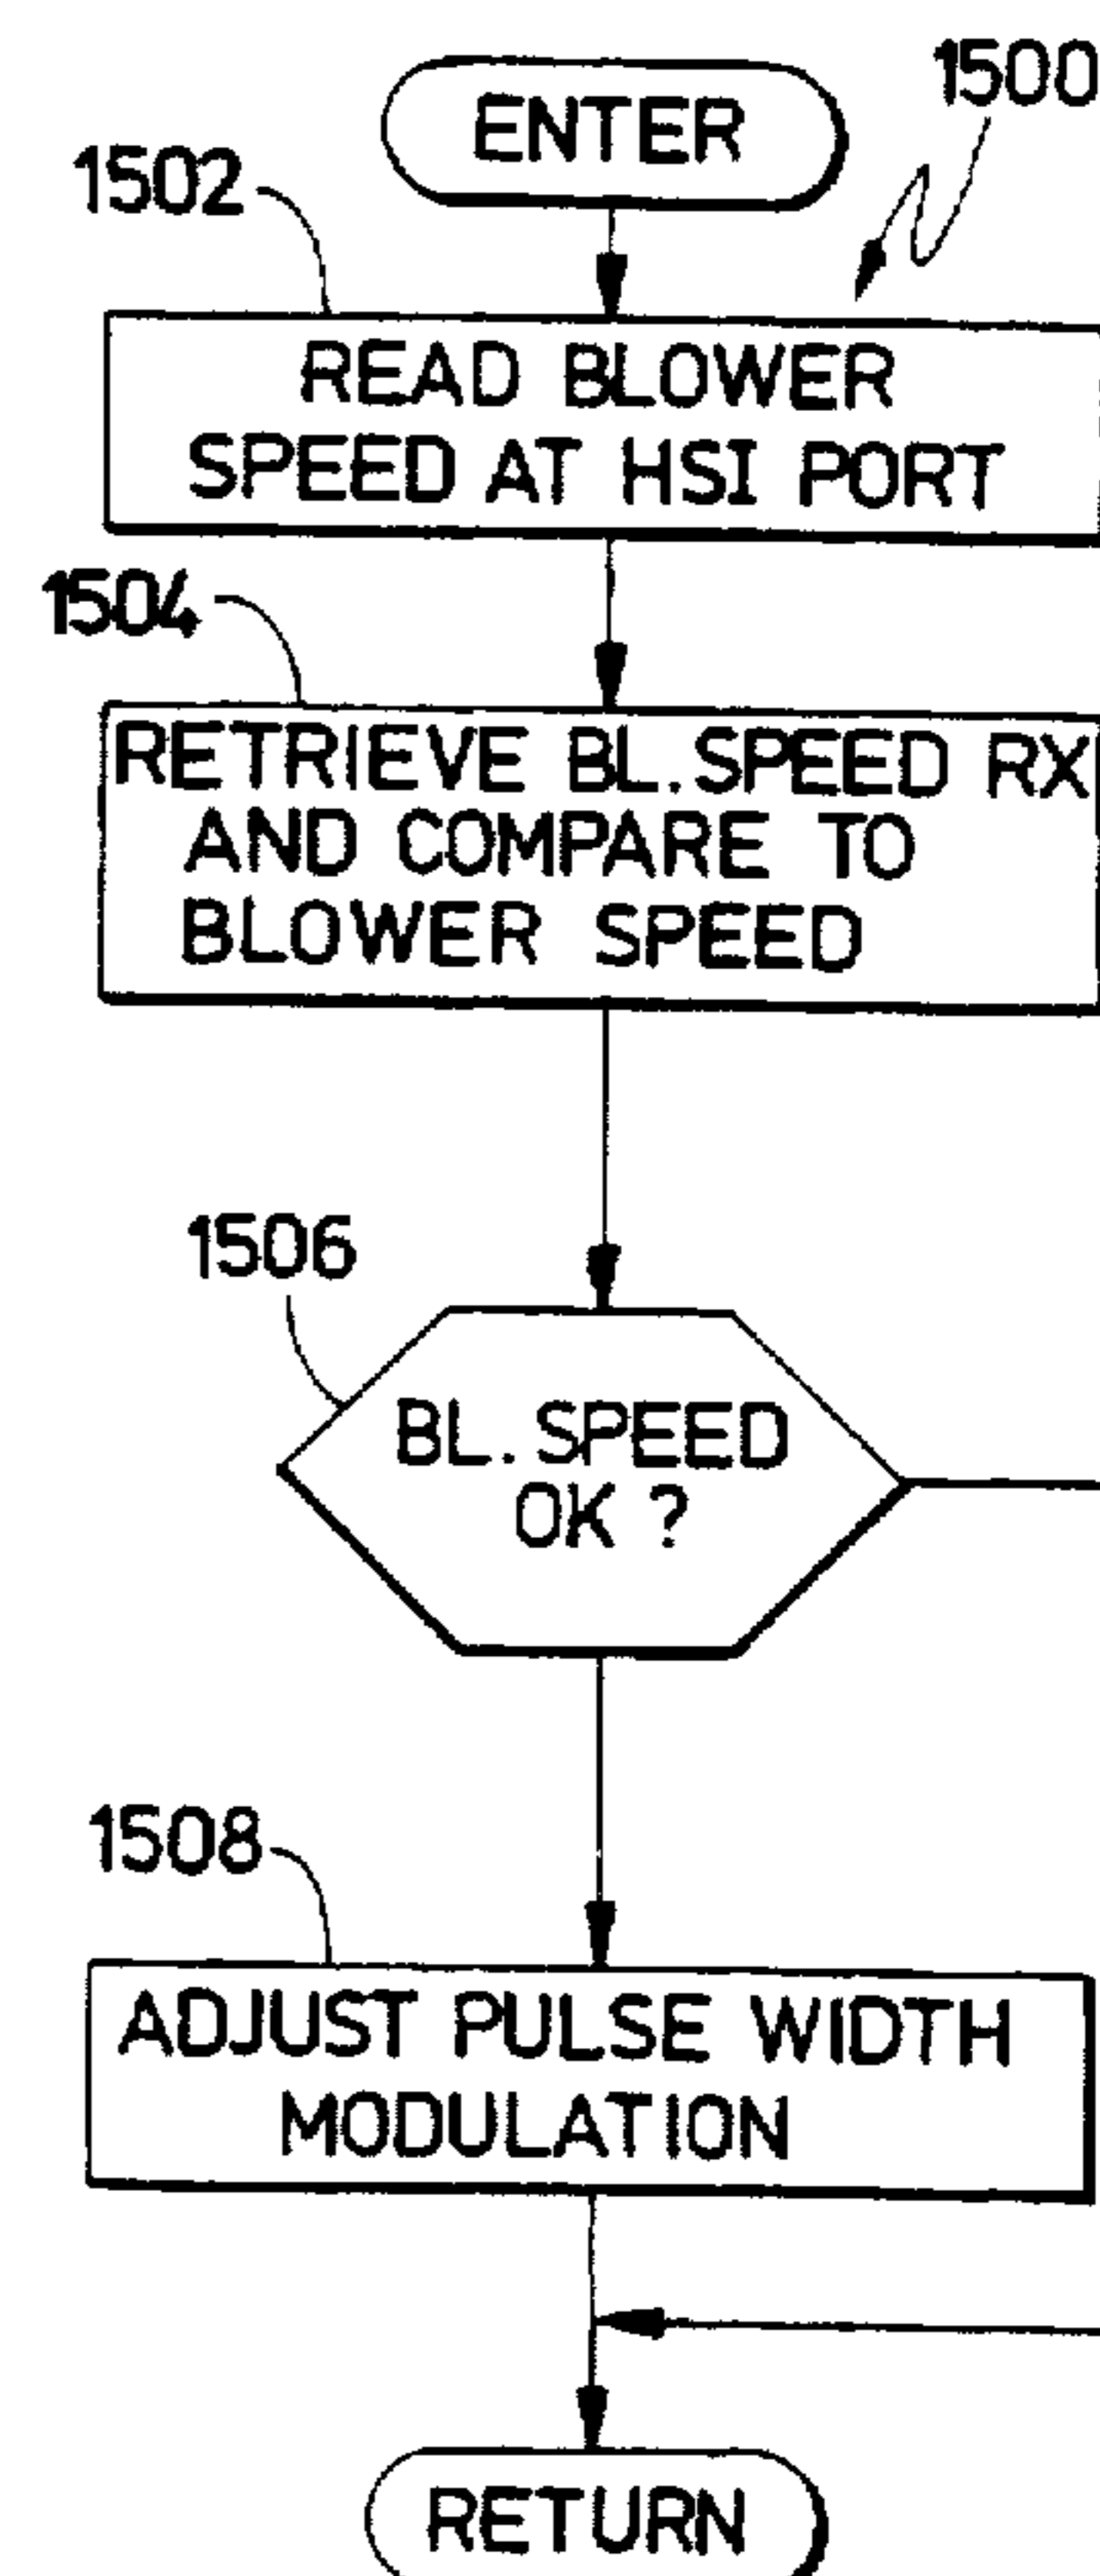 1500
ENTER
1502
READ BLOWER
SPEED AT HSI PORT
1504
RETRIEVE BL.SPEED RX
AND COMPARE TO
BLOWER SPEED
1506
BL.SPEED
OK ?
1508
ADJUST PULSE WIDTH
MODULATION
RETURN